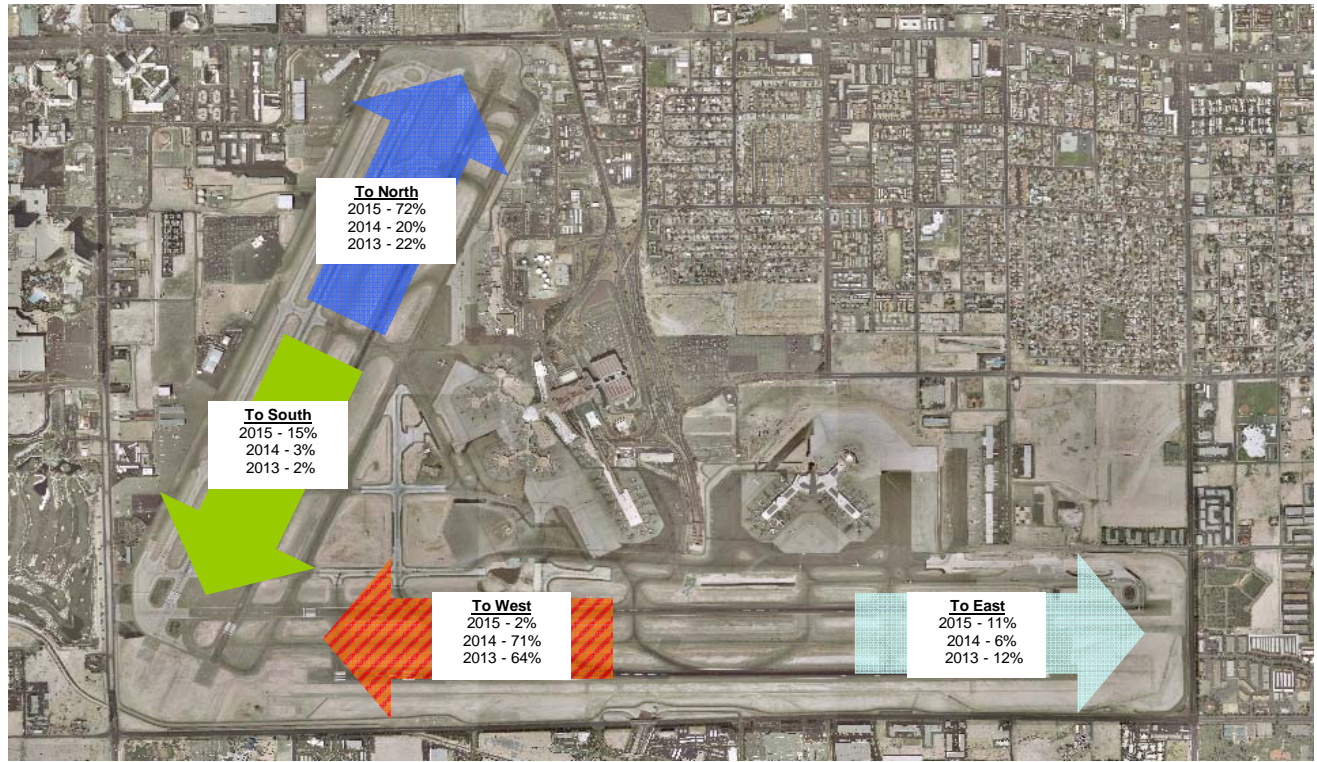 To North
2015 - 72%
2014 - 20%
2013 - 22%
To South
2015 - 15%
2014 - 3%
2013 - 2%
To West
2015 - 2%
2014 - 71%
2013 - 64%
To East
2015 - 11%
2014 - 6%
2013 - 12%